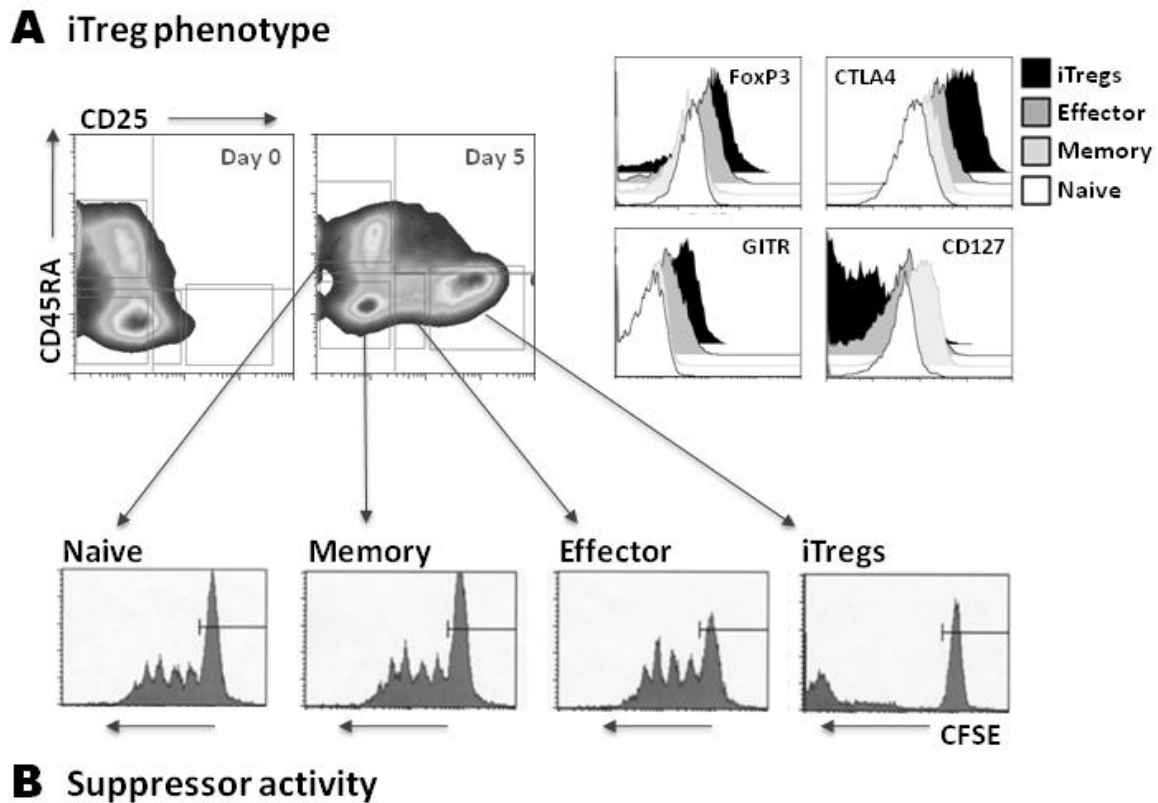 A iTreg phenotype
CD25
Day 0
Day 5
CD45RA
FoxP3
CTLA4
GITR
CD127
iTregs
Effector
Memory
Naive
Naive
Memory
Effector
iTregs
CFSE
B Suppressor activity